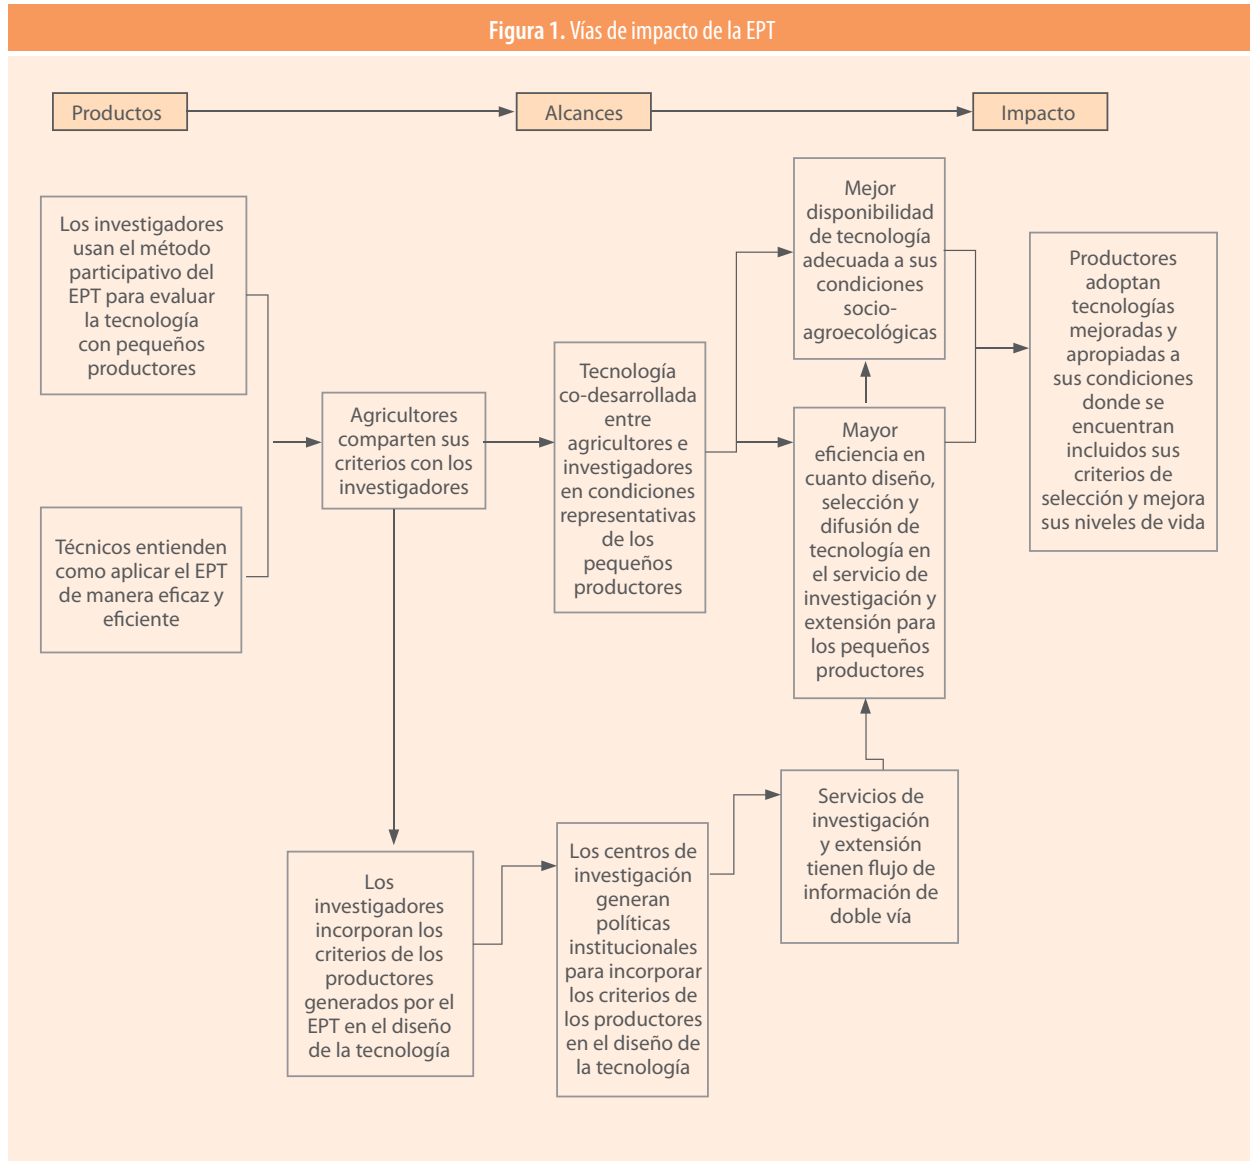 Figura 1. Vías de impacto de la EPT
Productos
Alcances
Impacto
Los investigadores
usan el método
participativo del
EPT para evaluar
la tecnología
con pequeños
productores
Técnicos entienden
como aplicar el EPT
de manera eficaz y
eficiente
Agricultores
comparten sus
criterios con los
investigadores
Tecnología
co-desarrollada
entre
agricultores e
investigadores
en condiciones
representativas
de los
pequeños
productores
Mejor
disponibilidad
de tecnología
adecuada a sus
condiciones
socio-
agroecológicas
Mayor
eficiencia en
cuanto diseño,
selección y
difusión de
tecnología en
el servicio de
investigación y
extensión para
los pequeños
productores
Productores
adoptan
tecnologías
mejoradas y
apropiadas a
sus condiciones
donde se
encuentran
incluidos sus
criterios de
selección y mejora
sus niveles de vida
Los
investigadores
incorporan los
criterios de los
productores
generados por el
EPT en el diseño
de la tecnología
Los centros de
investigación
generan
políticas
institucionales
para incorporar
los criterios de
los productores
en el diseño de
la tecnología
Servicios de
investigación
y extensión
tienen flujo de
información de
doble vía